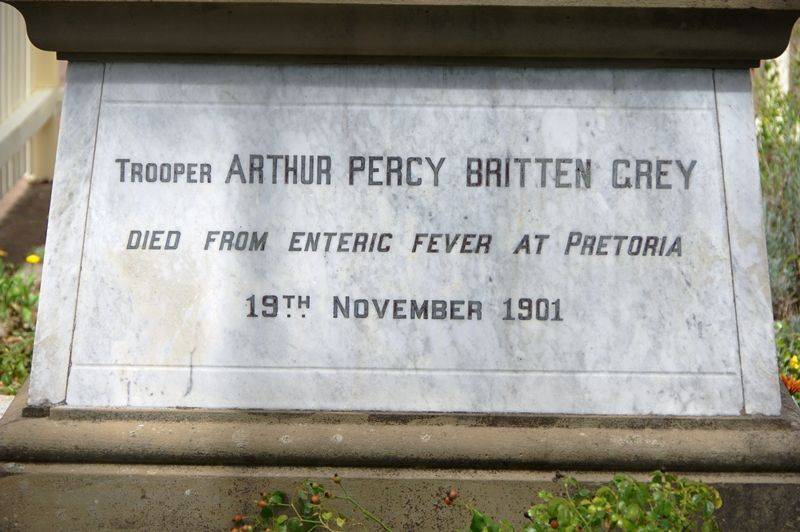 Trooper ARTHUR PERCY BRITTEN GREY
DIED FROM ENTERIC FEVER AT PRETORIA
19TH NOVEMBER 1901